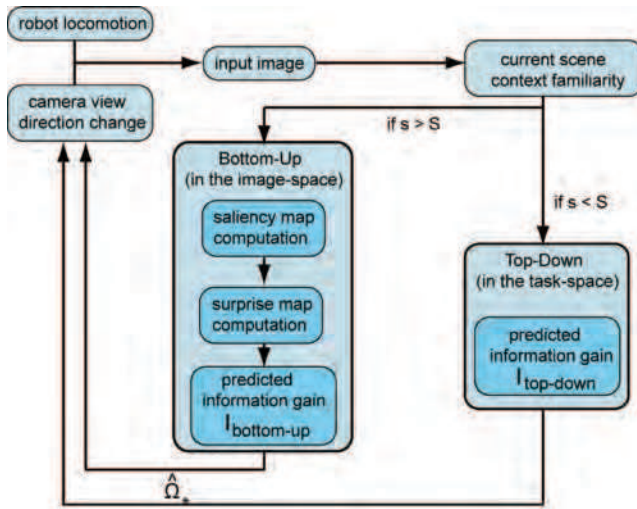 robot locomotion
camera view
direction change
input image
current scene
context familiarity
if s > S
if s < S
Bottom-Up
(in the image-space)
saliency map
computation
surprise map
computation
predicted
information gain
I bottom-up
Top-Down
(in the task-space)
predicted
information gain
I top-down
Ω̂*